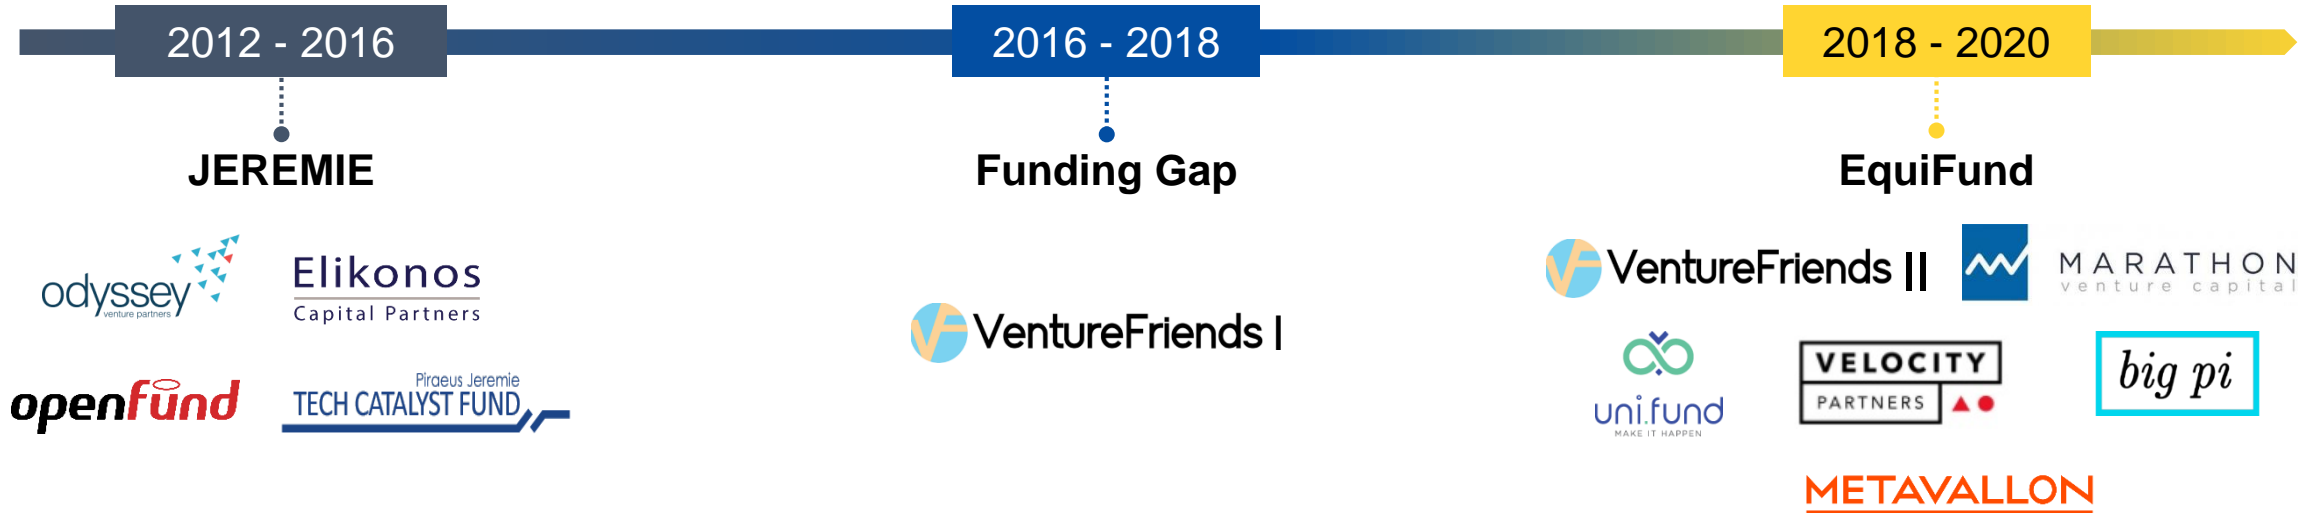 2012 - 2016
2016 - 2018
2018 - 2020
JEREMIE
Funding Gap
EquiFund
odyssey
venture partners
Elikonos
Capital Partners
openfund
Piraeus Jeremie
TECH CATALYST FUND
VentureFriends I
VentureFriends II
MARATHON
venture capital
uni.fund
MAKE IT HAPPEN
VELOCITY
PARTNERS
big pi
METAVALLON